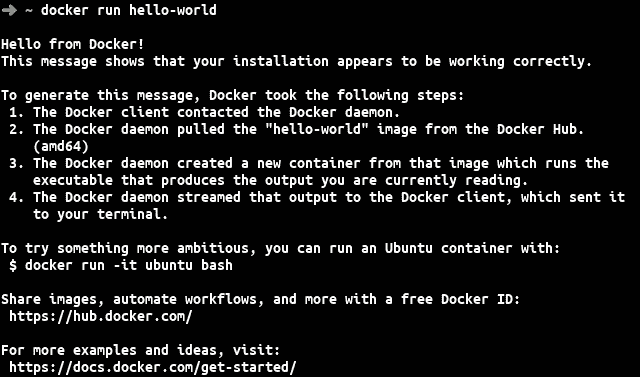 ➜ ~ docker run hello-world
Hello from Docker!
This message shows that your installation appears to be working correctly.
To generate this message, Docker took the following steps:
1. The Docker client contacted the Docker daemon.
2. The Docker daemon pulled the "hello-world" image from the Docker Hub.
(amd64)
3. The Docker daemon created a new container from that image which runs the
executable that produces the output you are currently reading.
4. The Docker daemon streamed that output to the Docker client, which sent it
to your terminal.
To try something more ambitious, you can run an Ubuntu container with:
$ docker run -it ubuntu bash
Share images, automate workflows, and more with a free Docker ID:
https://hub.docker.com/
For more examples and ideas, visit:
https://docs.docker.com/get-started/